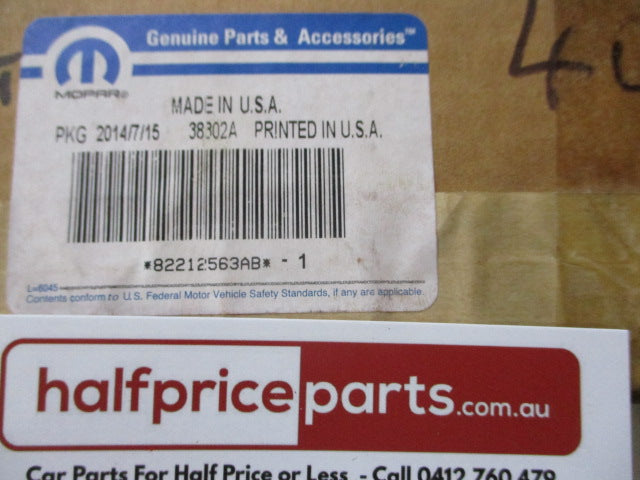 Genuine Parts & Accessories™
MOPAR®
MADE IN U.S.A.
PKG 2014/7/15 38302A PRINTED IN U.S.A.
*82212563AB* - 1
L=6045
Contents conform to U.S. Federal Motor Vehicle Safety Standards, if any are applicable.
halfpriceparts.com.au
Car Parts For Half Price or Less - Call 0412 760 479